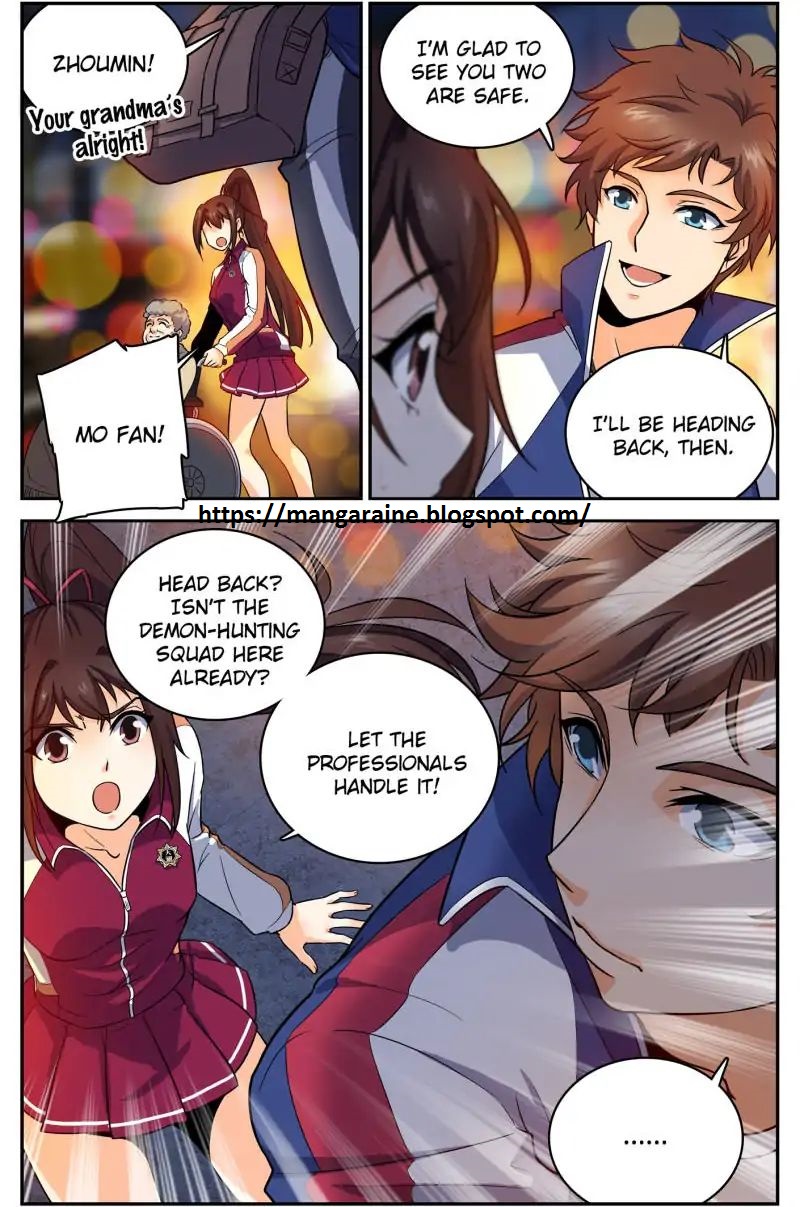 ZHOUMIN!
Your grandma's
alright!
MO FAN!
I'M GLAD TO
SEE YOU TWO
ARE SAFE.
I'LL BE HEADING
BACK, THEN.
https://mangaraine.blogspot.com/
HEAD BACK?
ISN'T THE
DEMON-HUNTING
SQUAD HERE
ALREADY?
LET THE
PROFESSIONALS
HANDLE IT!
......